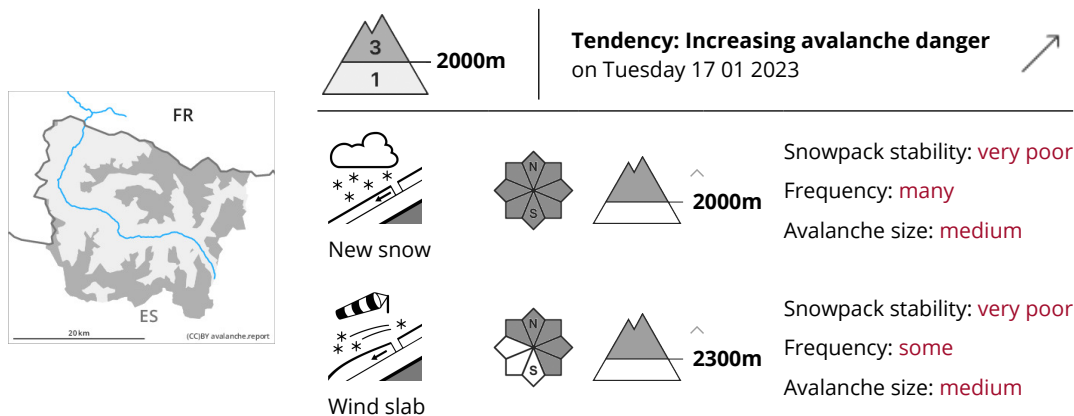 3
1
2000m
Tendency: Increasing avalanche danger
on Tuesday 17 01 2023
FR
ES
20 km
(CC)BY avalanche.report
New snow
N
S
2000m
Snowpack stability: very poor
Frequency: many
Avalanche size: medium
Wind slab
N
S
2300m
Snowpack stability: very poor
Frequency: some
Avalanche size: medium